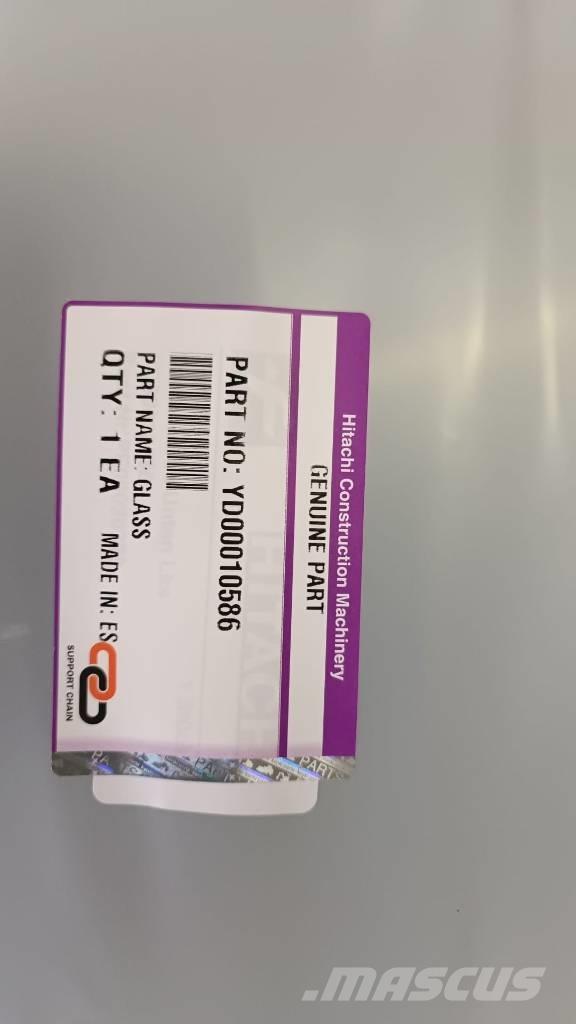 Hitachi Construction Machinery
GENUINE PART
PART NO: YD00010586
PART NAME: GLASS
QTY: 1 EA MADE IN: ES
SUPPORT CHAIN
PART
.MASCUS